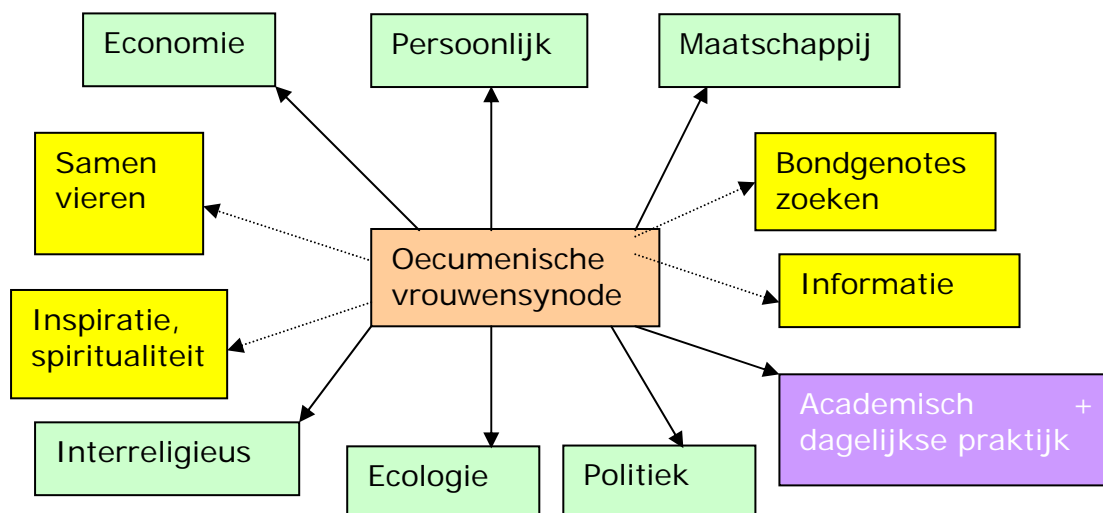 Economie
Persoonlijk
Maatschappij
Samen
vieren
Bondgenotes
zoeken
Oecumenische
vrouwensynode
Informatie
Inspiratie,
spiritualiteit
Academisch +
dagelijkse praktijk
Interreligieus
Ecologie
Politiek